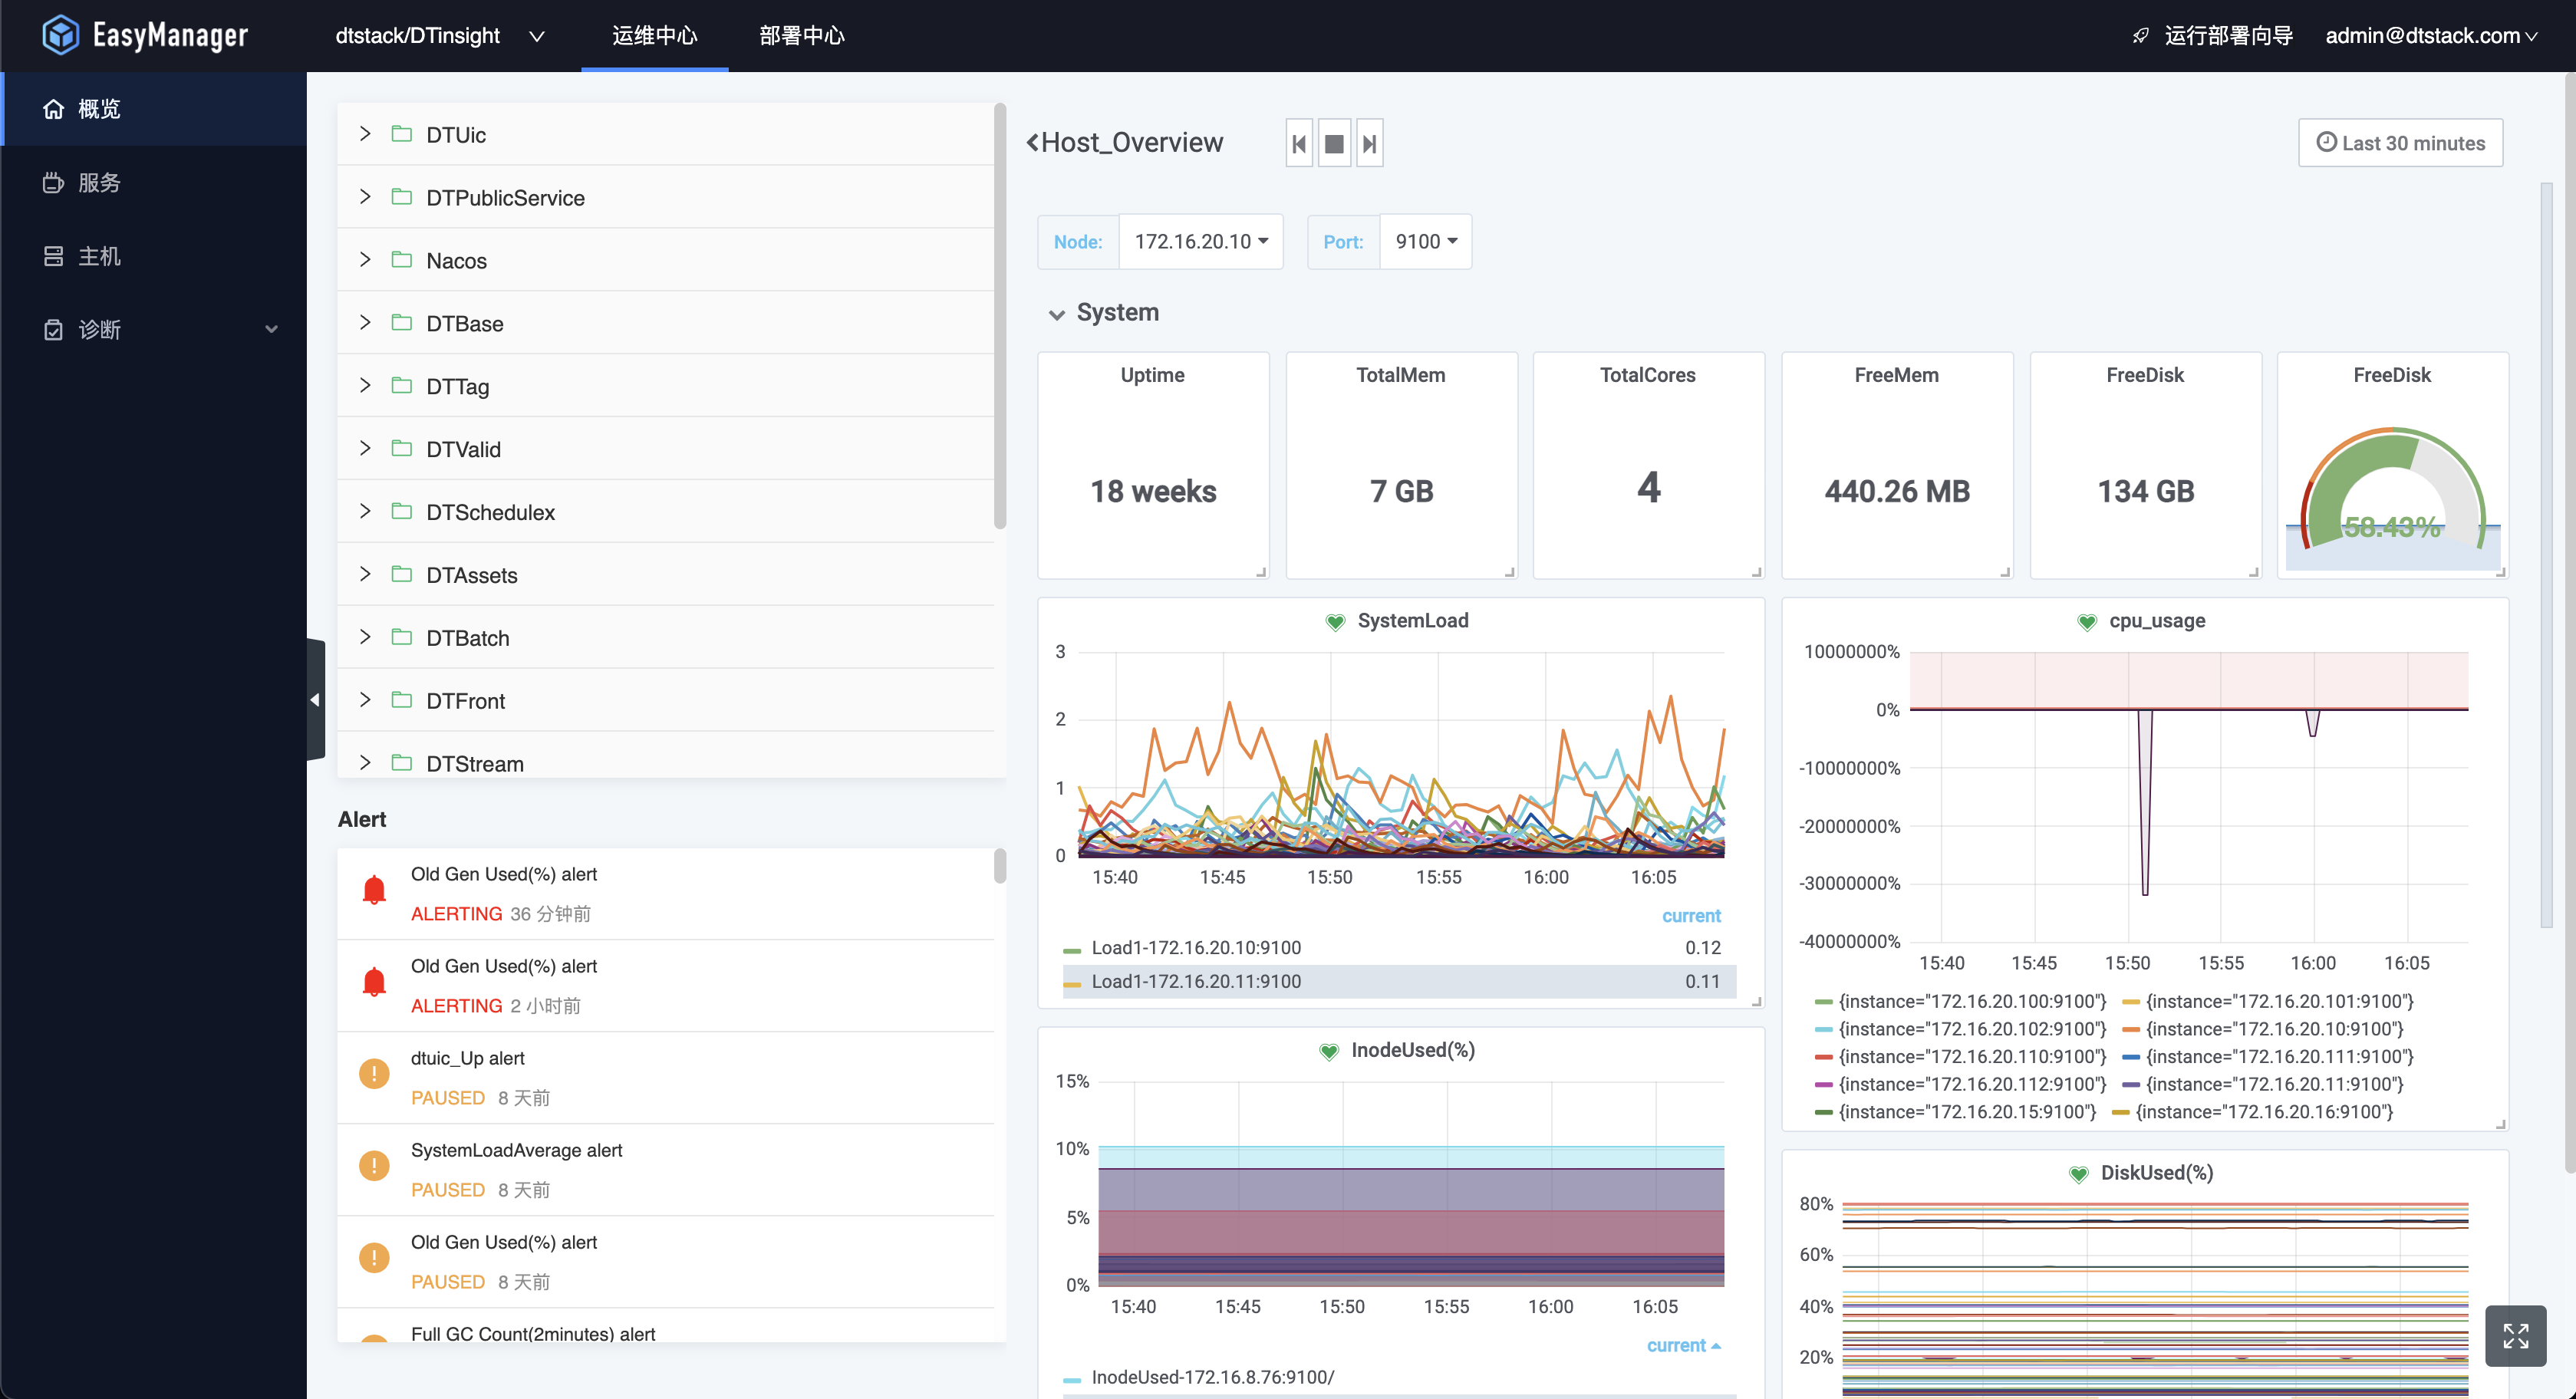 EasyManager
dtstack/DTinsight
运维中心
部署中心
运行部署向导
admin@dtstack.com
概览
服务
主机
诊断
DTUic
DTPublicService
Nacos
DTBase
DTTag
DTValid
DTSchedulex
DTAssets
DTBatch
DTFront
DTStream
Alert
Old Gen Used(%) alert
ALERTING 36 分钟前
Old Gen Used(%) alert
ALERTING 2 小时前
dtuic_Up alert
PAUSED 8 天前
SystemLoadAverage alert
PAUSED 8 天前
Old Gen Used(%) alert
PAUSED 8 天前
Full GC Count(2minutes) alert
Host_Overview
Last 30 minutes
Node: 172.16.20.10
Port: 9100
System
Uptime
18 weeks
TotalMem
7 GB
TotalCores
4
FreeMem
440.26 MB
FreeDisk
134 GB
FreeDisk
58.43%
SystemLoad
3
2
1
0
15:40 15:45 15:50 15:55 16:00 16:05
current
Load1-172.16.20.10:9100 0.12
Load1-172.16.20.11:9100 0.11
cpu_usage
10000000%
0%
-10000000%
-20000000%
-30000000%
-40000000%
15:40 15:45 15:50 15:55 16:00 16:05
{instance="172.16.20.100:9100"} {instance="172.16.20.101:9100"}
{instance="172.16.20.102:9100"} {instance="172.16.20.10:9100"}
{instance="172.16.20.110:9100"} {instance="172.16.20.111:9100"}
{instance="172.16.20.112:9100"} {instance="172.16.20.11:9100"}
{instance="172.16.20.15:9100"} {instance="172.16.20.16:9100"}
InodeUsed(%)
15%
10%
5%
0%
15:40 15:45 15:50 15:55 16:00 16:05
current
InodeUsed-172.16.8.76:9100/
DiskUsed(%)
80%
60%
40%
20%